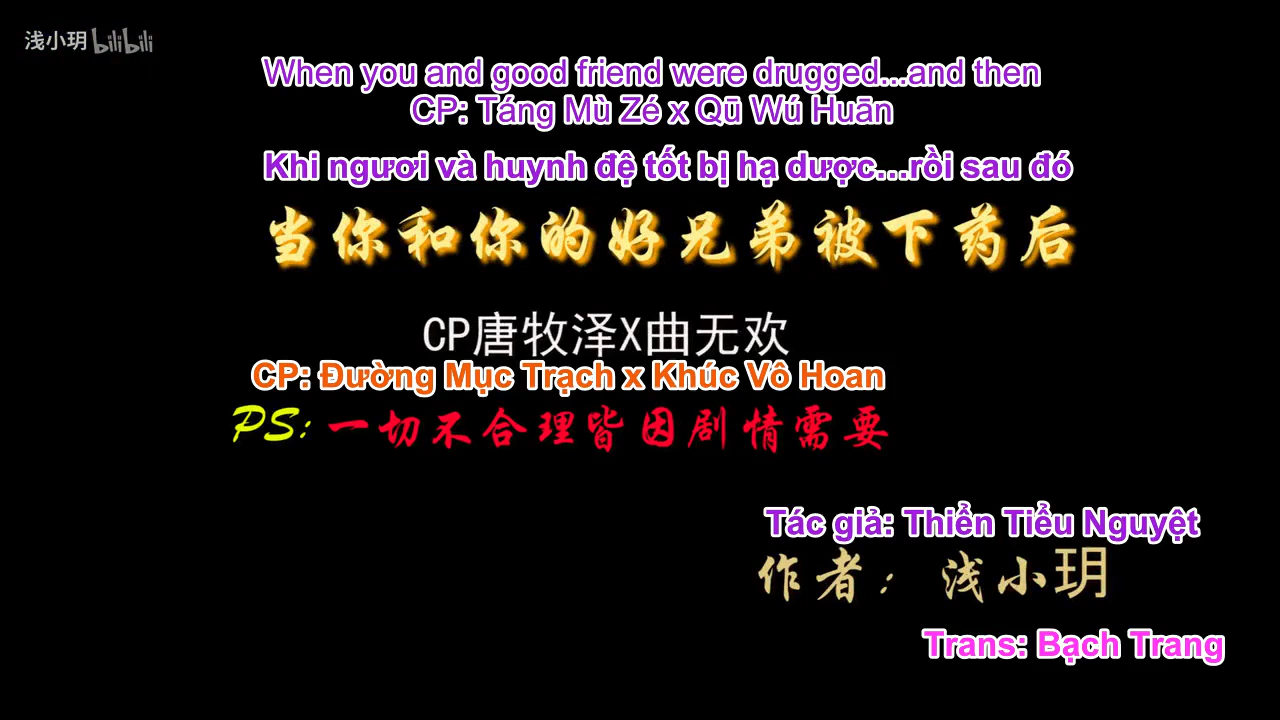 浅小玥 bilibili
When you and good friend were drugged...and then
CP: Táng Mù Zé x Qū Wú Huān
Khi ngươi và huynh đệ tốt bị hạ dược...rồi sau đó
当你和你的好兄弟被下药后
CP唐牧泽X曲无欢
CP: Đường Mục Trạch x Khúc Vô Hoan
PS: 一切不合理皆因剧情需要
Tác giả: Thiển Tiểu Nguyệt
作者：浅小玥
Trans: Bạch Trang